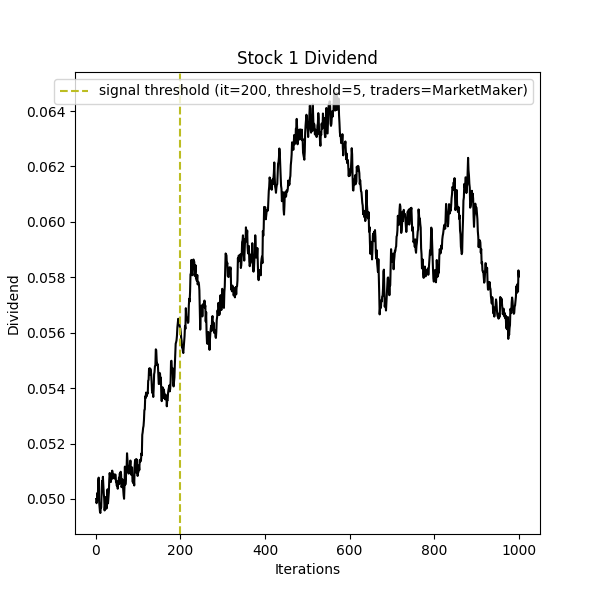 Stock 1 Dividend
signal threshold (it=200, threshold=5, traders=MarketMaker)
0.064
0.062
0.060
0.058
0.056
0.054
0.052
0.050
Dividend
0 200 400 600 800 1000
Iterations